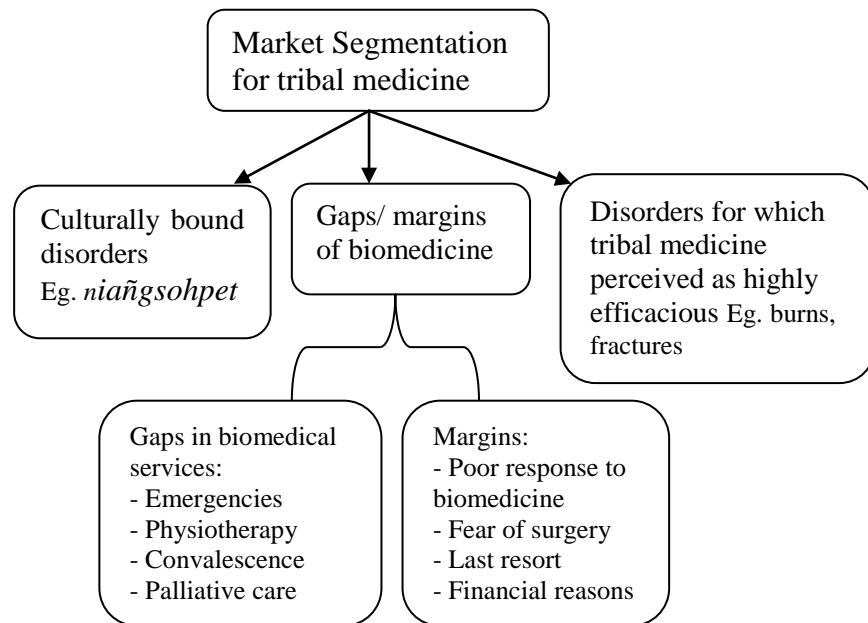 Market Segmentation
for tribal medicine
Culturally bound
disorders
Eg. niañgsohpet
Gaps/ margins
of biomedicine
Disorders for which
tribal medicine
perceived as highly
efficacious Eg. burns,
fractures
Gaps in biomedical
services:
- Emergencies
- Physiotherapy
- Convalescence
- Palliative care
Margins:
- Poor response to
biomedicine
- Fear of surgery
- Last resort
- Financial reasons